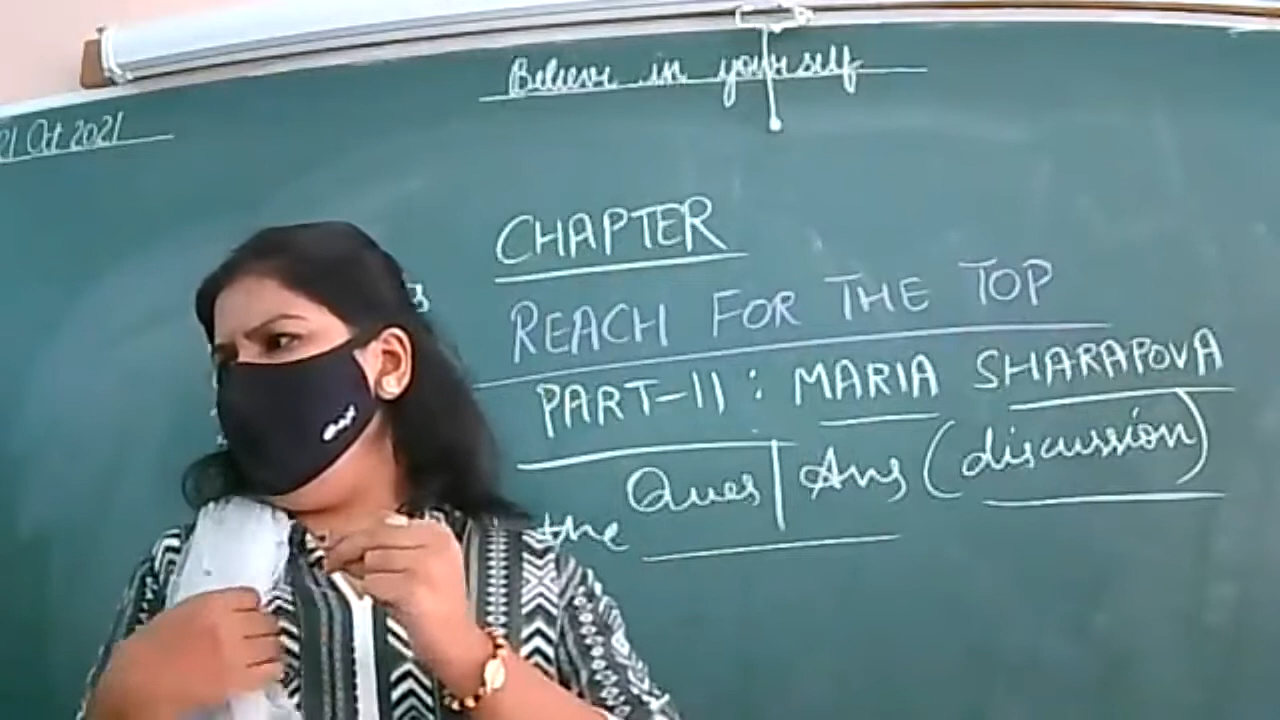 Believe in yourself
21 Oct 2021
CHAPTER
REACH FOR THE TOP
PART-II : MARIA SHARAPOVA
Ques | Ans (discussion)
the